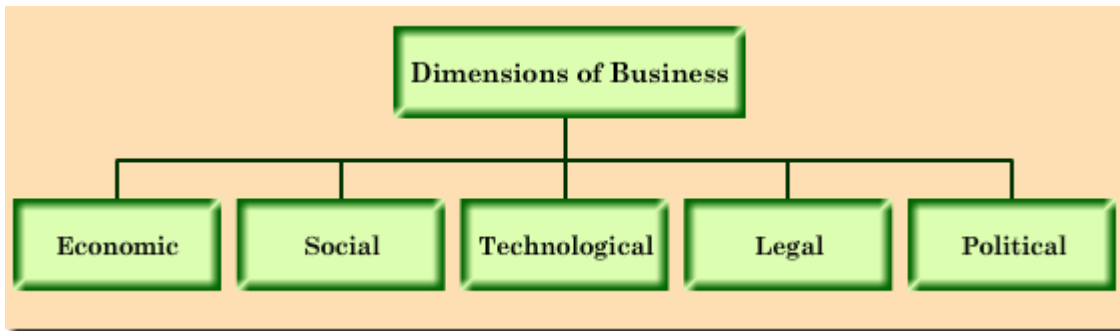 Dimensions of Business
Economic
Social
Technological
Legal
Political